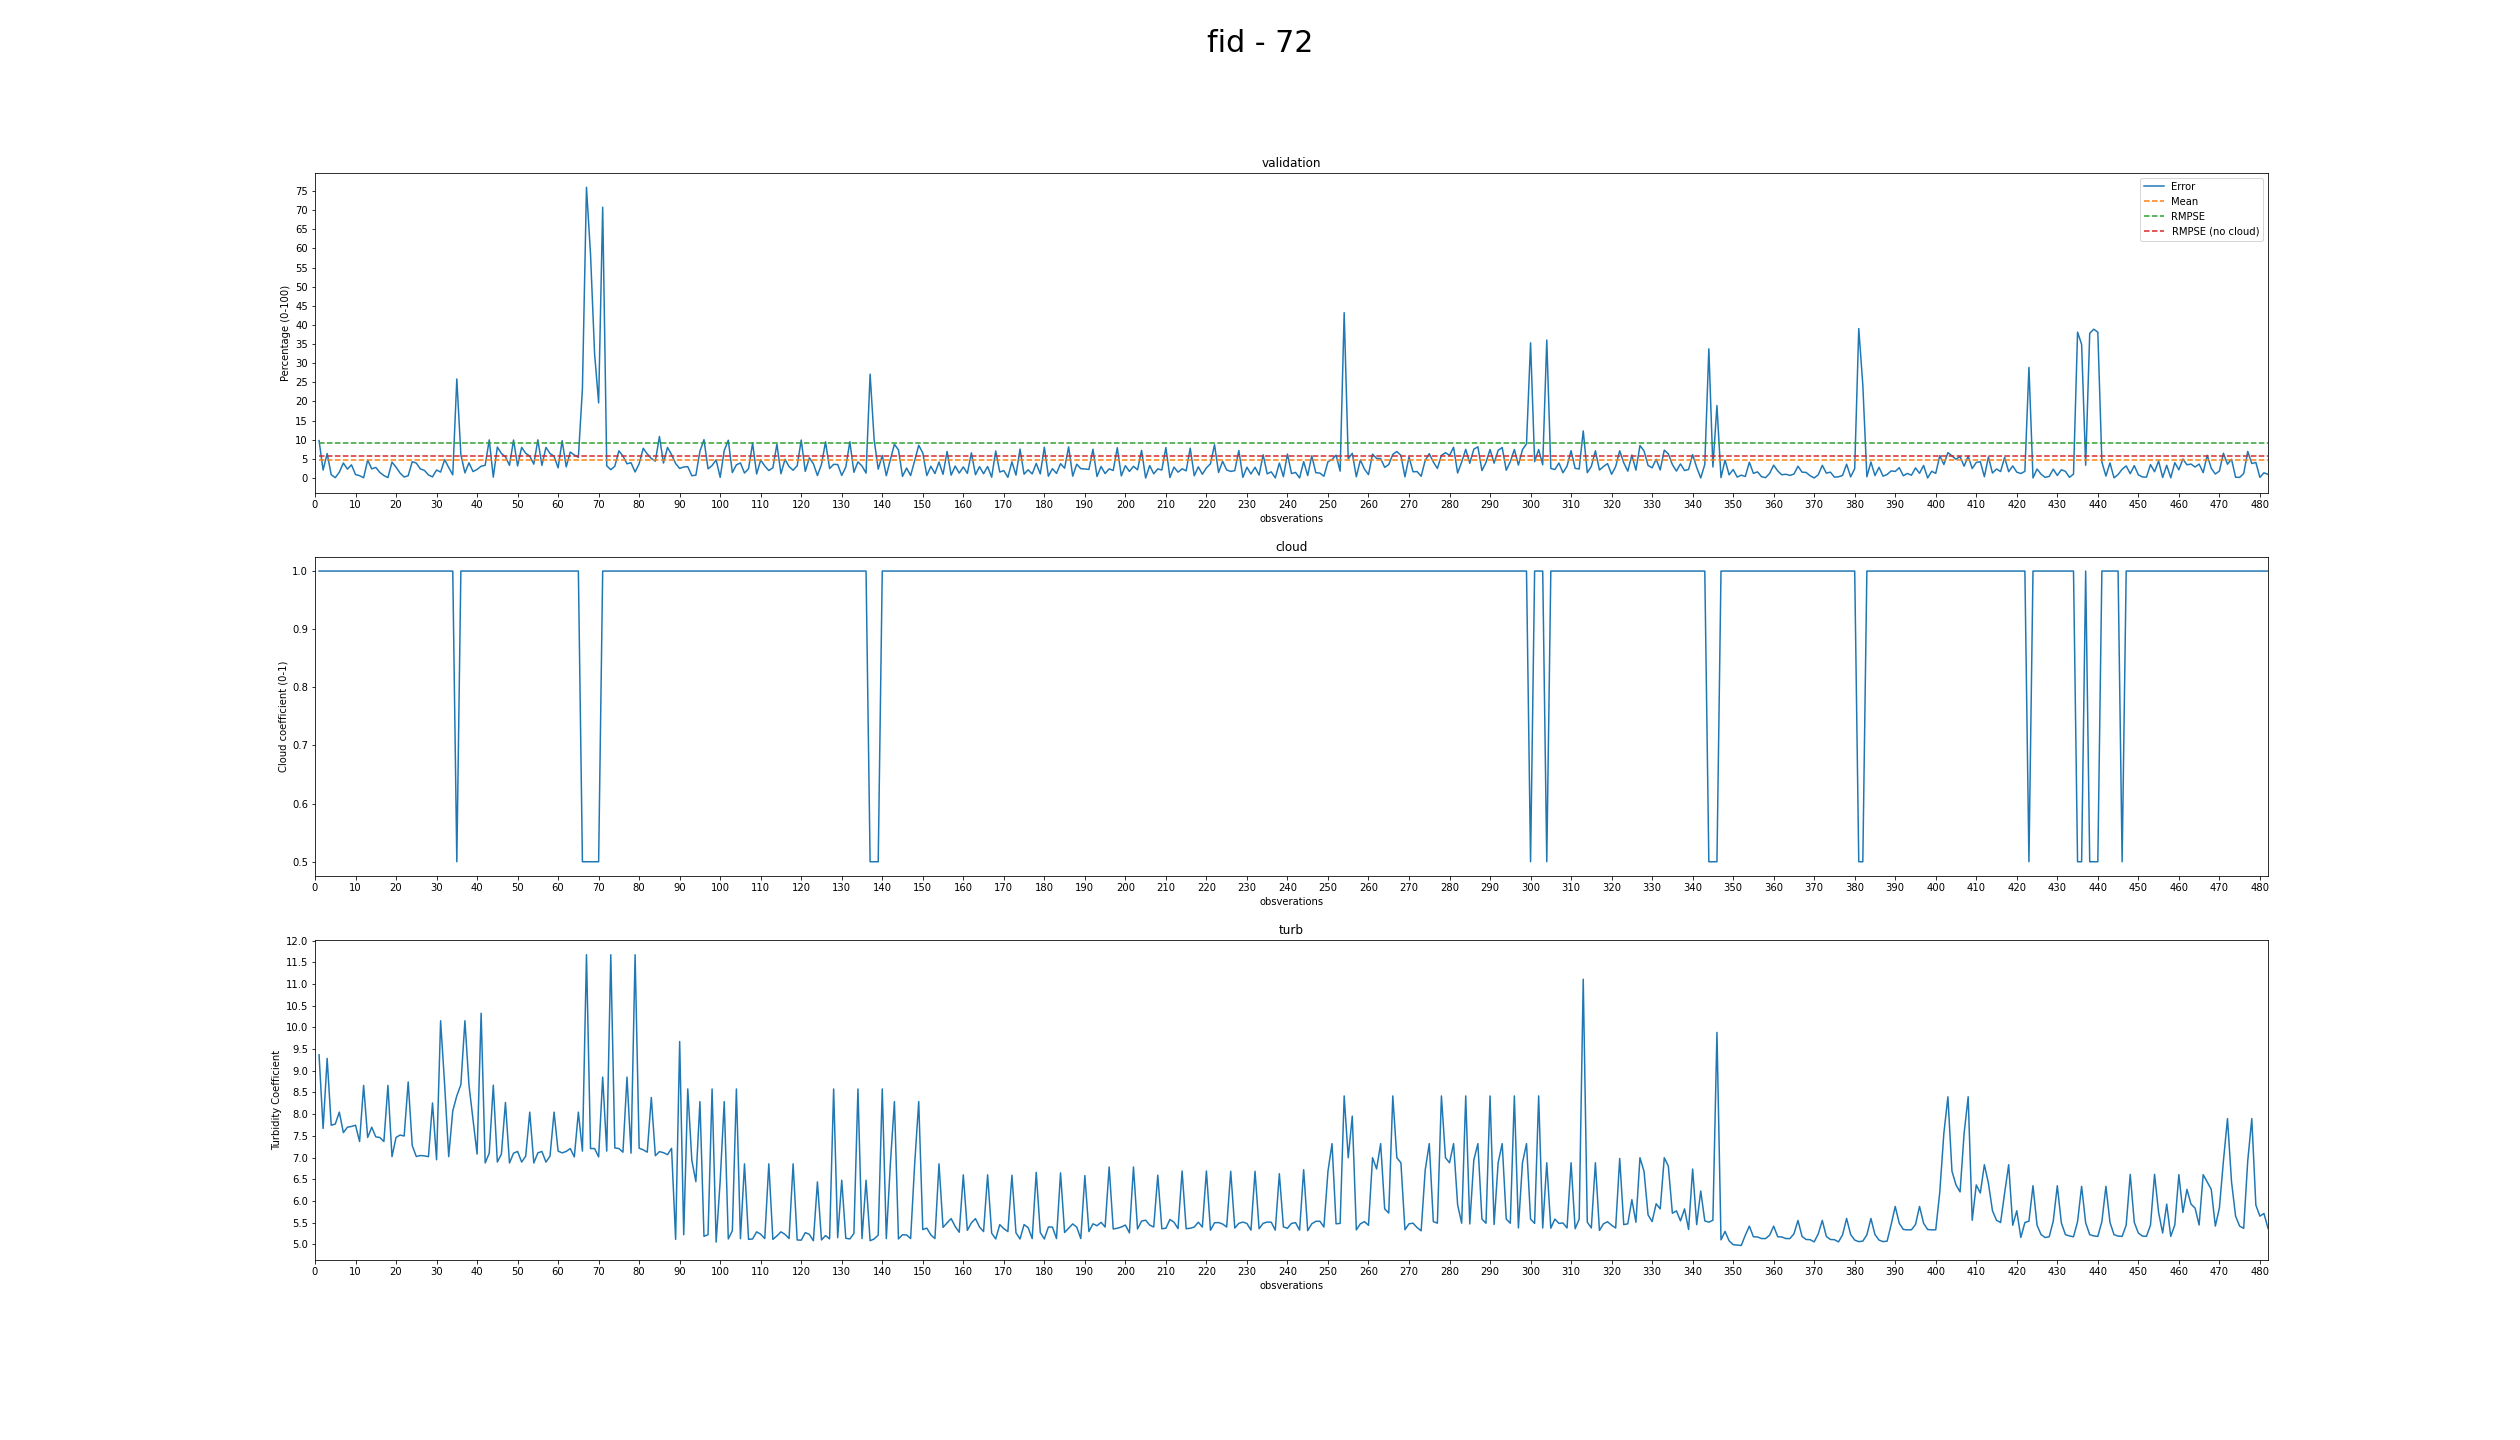 fid - 72
validation
Percentage (0-100)
75
70
65
60
55
50
45
40
35
30
25
20
15
10
5
0
Error
Mean
RMPSE
RMPSE (no cloud)
0 10 20 30 40 50 60 70 80 90 100 110 120 130 140 150 160 170 180 190 200 210 220 230 240 250 260 270 280 290 300 310 320 330 340 350 360 370 380 390 400 410 420 430 440 450 460 470 480
obsverations
cloud
Cloud coefficient (0-1)
1.0
0.9
0.8
0.7
0.6
0.5
0 10 20 30 40 50 60 70 80 90 100 110 120 130 140 150 160 170 180 190 200 210 220 230 240 250 260 270 280 290 300 310 320 330 340 350 360 370 380 390 400 410 420 430 440 450 460 470 480
obsverations
turb
Turbidity Coefficient
12.0
11.5
11.0
10.5
10.0
9.5
9.0
8.5
8.0
7.5
7.0
6.5
6.0
5.5
5.0
0 10 20 30 40 50 60 70 80 90 100 110 120 130 140 150 160 170 180 190 200 210 220 230 240 250 260 270 280 290 300 310 320 330 340 350 360 370 380 390 400 410 420 430 440 450 460 470 480
obsverations